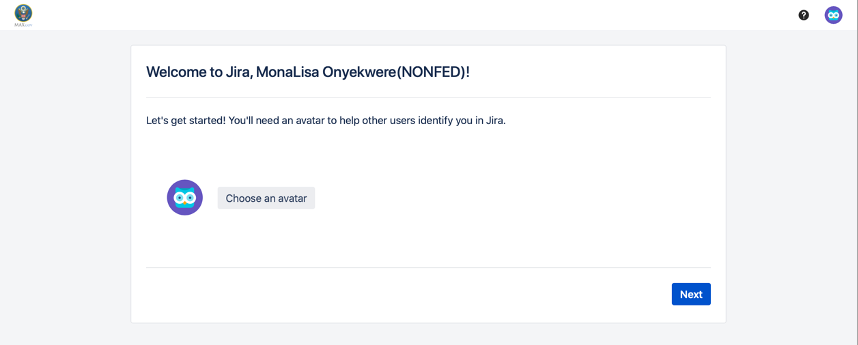 Welcome to Jira, MonaLisa Onyekwere(NONFED)!
Let's get started! You'll need an avatar to help other users identify you in Jira.
Choose an avatar
Next